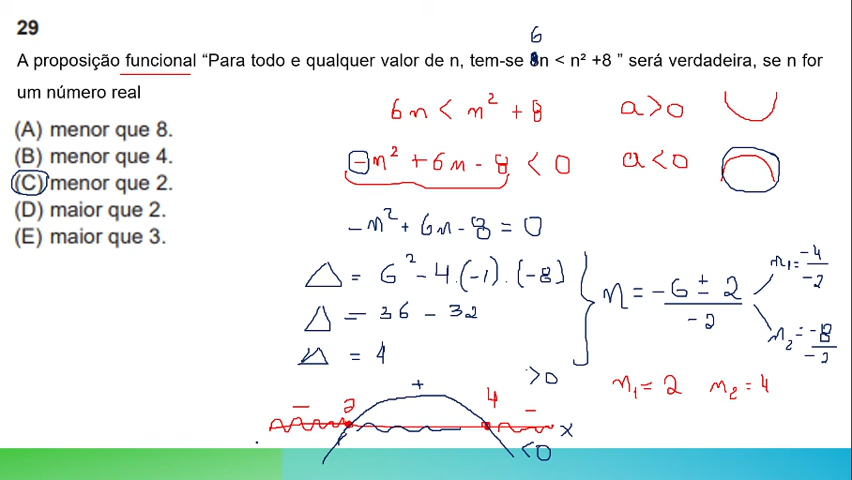 29
6
A proposição funcional “Para todo e qualquer valor de n, tem-se n < n² +8 ” será verdadeira, se n for
um número real
(A) menor que 8.
(B) menor que 4.
(C) menor que 2.
(D) maior que 2.
(E) maior que 3.
6n < n² + 8
a > 0
-n² + 6n - 8 < 0
a < 0
-n² + 6n - 8 = 0
△ = 6² - 4.(-1).(-8)
△ = 36 - 32
△ = 4
n = -6 ± 2 / -2
n₁ = -4 / -2
n₂ = -8 / -2
n₁ = 2 n₂ = 4
> 0
- 2 + 4 - x
< 0